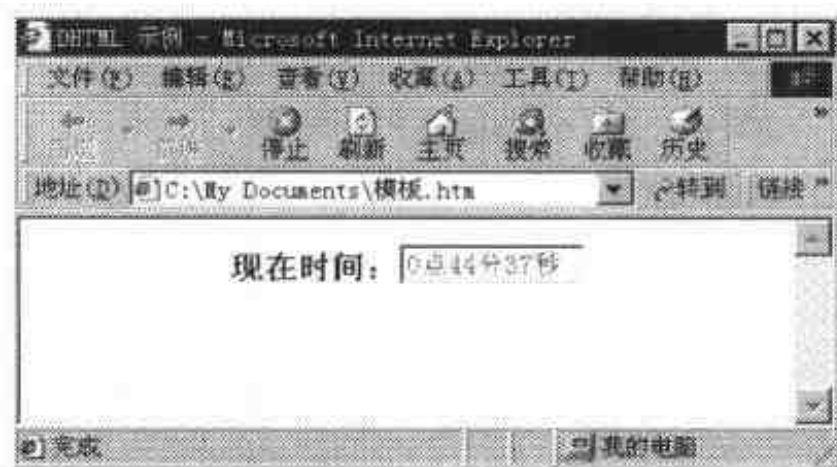 DHTML 示例 - Microsoft Internet Explorer
文件(F) 编辑(E) 查看(V) 收藏(A) 工具(T) 帮助(H)
停止 刷新 主页 搜索 收藏 历史 »
地址(D) C:\My Documents\模板.htm 转到 链接 »
现在时间： 0点44分37秒
完成 我的电脑